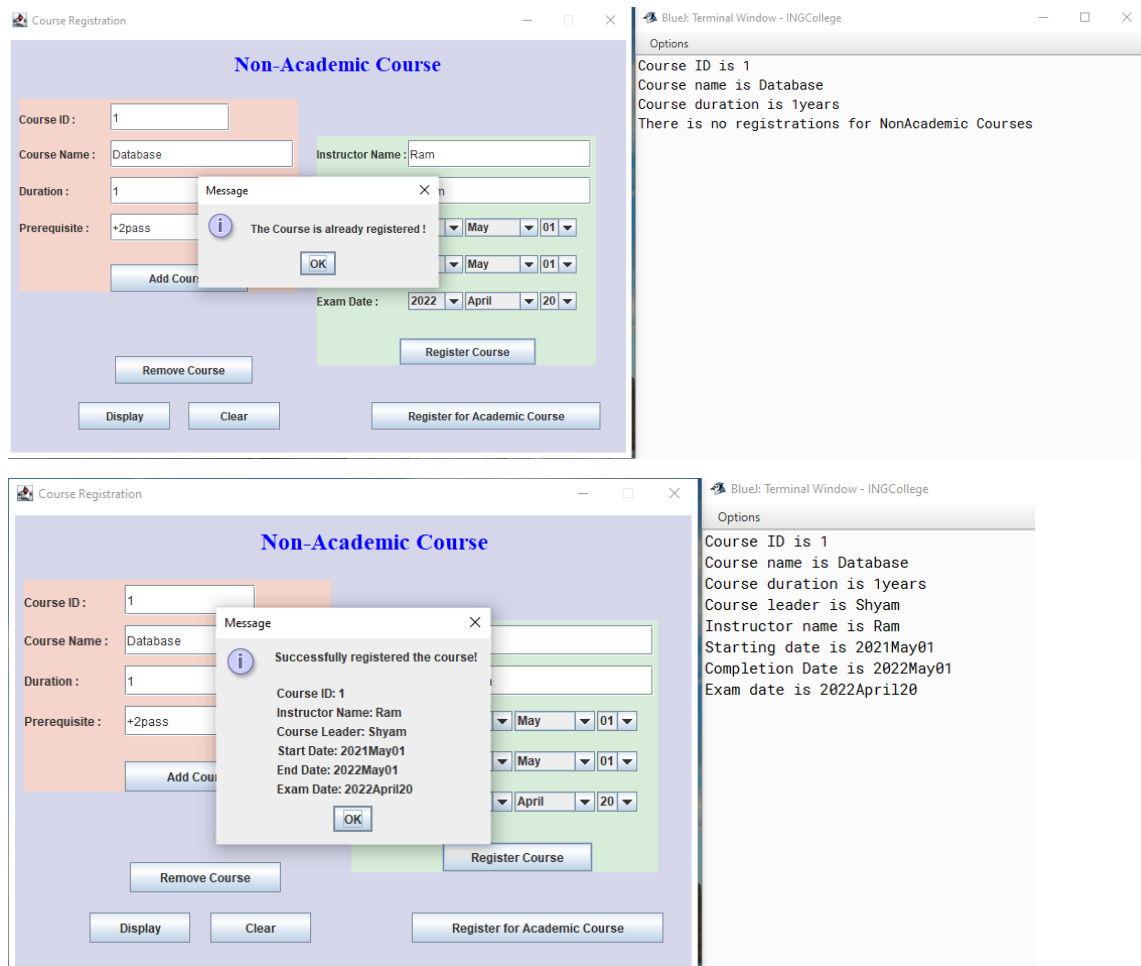 Course Registration
Non-Academic Course
Course ID :
1
Course Name :
Database
Instructor Name :
Ram
Duration :
1
Message
The Course is already registered !
OK
Prerequisite :
+2pass
May
01
May
01
Add Cour
Exam Date :
2022
April
20
Register Course
Remove Course
Display
Clear
Register for Academic Course
BlueJ: Terminal Window - INGCollege
Options
Course ID is 1
Course name is Database
Course duration is 1years
There is no registrations for NonAcademic Courses
Course Registration
Non-Academic Course
Course ID :
1
Course Name :
Database
Duration :
1
Prerequisite :
+2pass
Add Cou
Message
Successfully registered the course!
Course ID: 1
Instructor Name: Ram
Course Leader: Shyam
Start Date: 2021May01
End Date: 2022May01
Exam Date: 2022April20
OK
May
01
May
01
April
20
Register Course
Remove Course
Display
Clear
Register for Academic Course
BlueJ: Terminal Window - INGCollege
Options
Course ID is 1
Course name is Database
Course duration is 1years
Course leader is Shyam
Instructor name is Ram
Starting date is 2021May01
Completion Date is 2022May01
Exam date is 2022April20